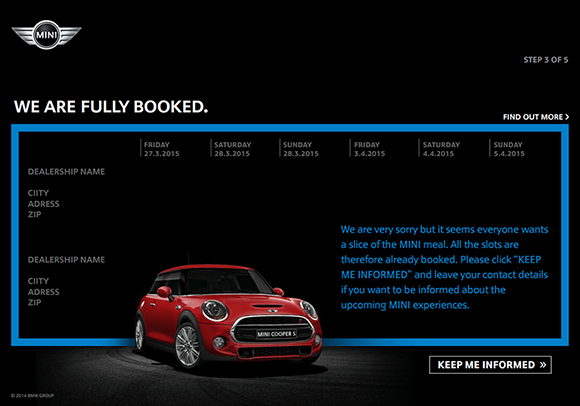 MINI
STEP 3 OF 5
WE ARE FULLY BOOKED.
FIND OUT MORE
FRIDAY
27.3.2015
SATURDAY
28.3.2015
SUNDAY
28.3.2015
FRIDAY
3.4.2015
SATURDAY
4.4.2015
SUNDAY
5.4.2015
DEALERSHIP NAME
CIITY
ADRESS
ZIP
DEALERSHIP NAME
CIITY
ADRESS
ZIP
We are very sorry but it seems everyone wants
a slice of the MINI meal. All the slots are
therefore already booked. Please click "KEEP
ME INFORMED" and leave your contact details
if you want to be informed about the
upcoming MINI experiences.
MINI COOPER S
KEEP ME INFORMED »
© 2014 BMW GROUP